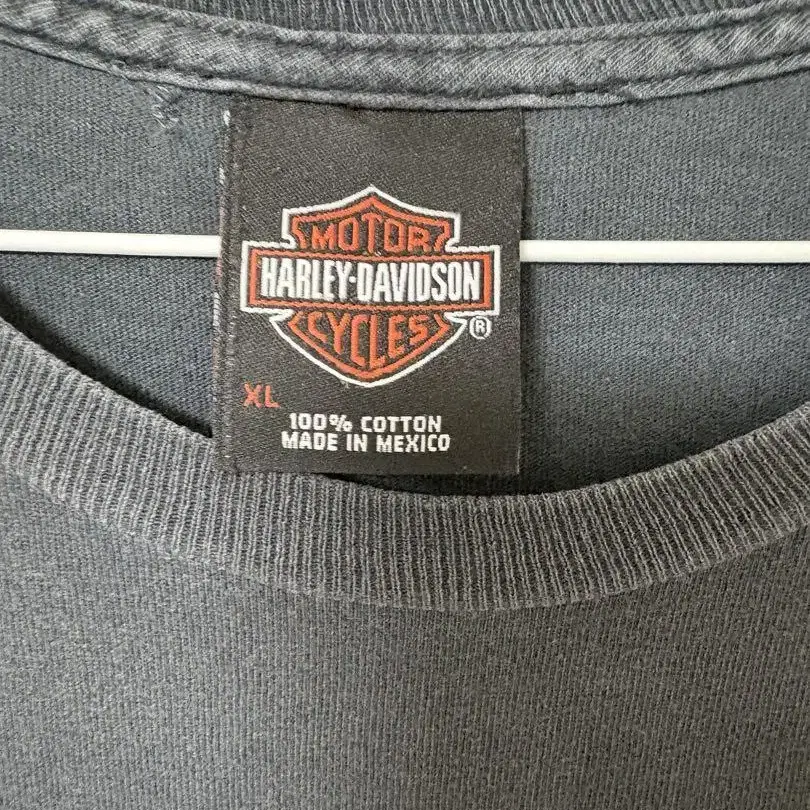 MOTOR
HARLEY-DAVIDSON
CYCLES
®
XL
100% COTTON
MADE IN MEXICO